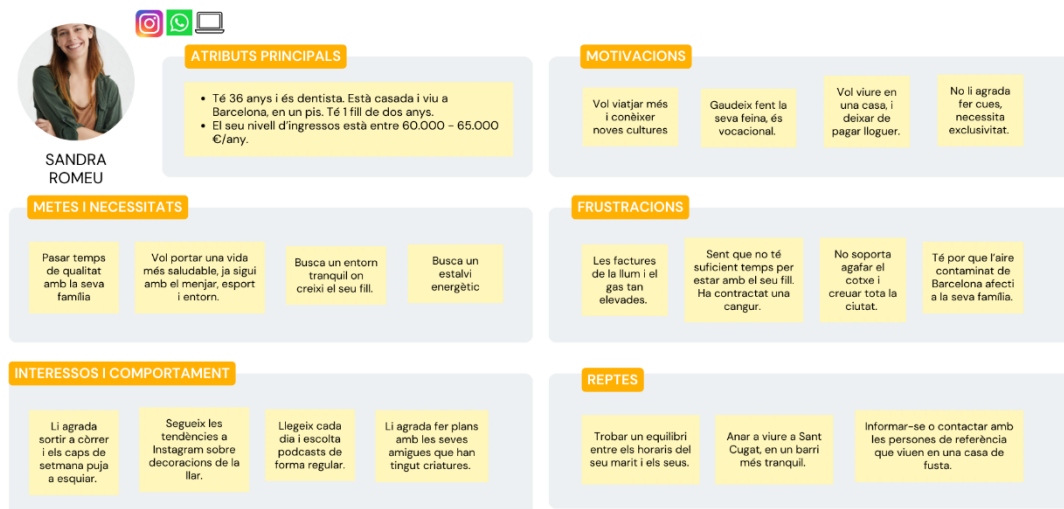 SANDRA
ROMEU
ATRIBUTS PRINCIPALS
• Té 36 anys i és dentista. Està casada i viu a
Barcelona, en un pis. Té 1 fill de dos anys.
• El seu nivell d'ingressos està entre 60.000 - 65.000
€/any.
MOTIVACIONS
Vol viatjar més
i conèixer
noves cultures
Gaudeix fent la
seva feina, és
vocacional.
Vol viure en
una casa, i
deixar de
pagar lloguer.
No li agrada
fer cues,
necessita
exclusivitat.
METES I NECESSITATS
Pasar temps
de qualitat
amb la seva
família
Vol portar una vida
més saludable, ja sigui
amb el menjar, esport
i entorn.
Busca un entorn
tranquil on
creixi el seu fill.
Busca un
estalvi
energètic
FRUSTRACIONS
Les factures
de la llum i el
gas tan
elevades.
Sent que no té
suficient temps per
estar amb el seu fill.
Ha contractat una
cangur.
No soporta
agafar el
cotxe i
creuar tota la
ciutat.
Té por que l'aire
contaminat de
Barcelona afecti
a la seva família.
INTERESSOS I COMPORTAMENT
Li agrada
sortir a còrrer
i els caps de
setmana puja
a esquiar.
Segueix les
tendències a
Instagram sobre
decoracions de la
llar.
Llegeix cada
dia i escolta
podcasts de
forma regular.
Li agrada fer plans
amb les seves
amigues que han
tingut criatures.
REPTES
Trobar un equilibri
entre els horaris del
seu marit i els seus.
Anar a viure a Sant
Cugat, en un barri
més tranquil.
Informar-se o contactar amb
les persones de referència
que viuen en una casa de
fusta.